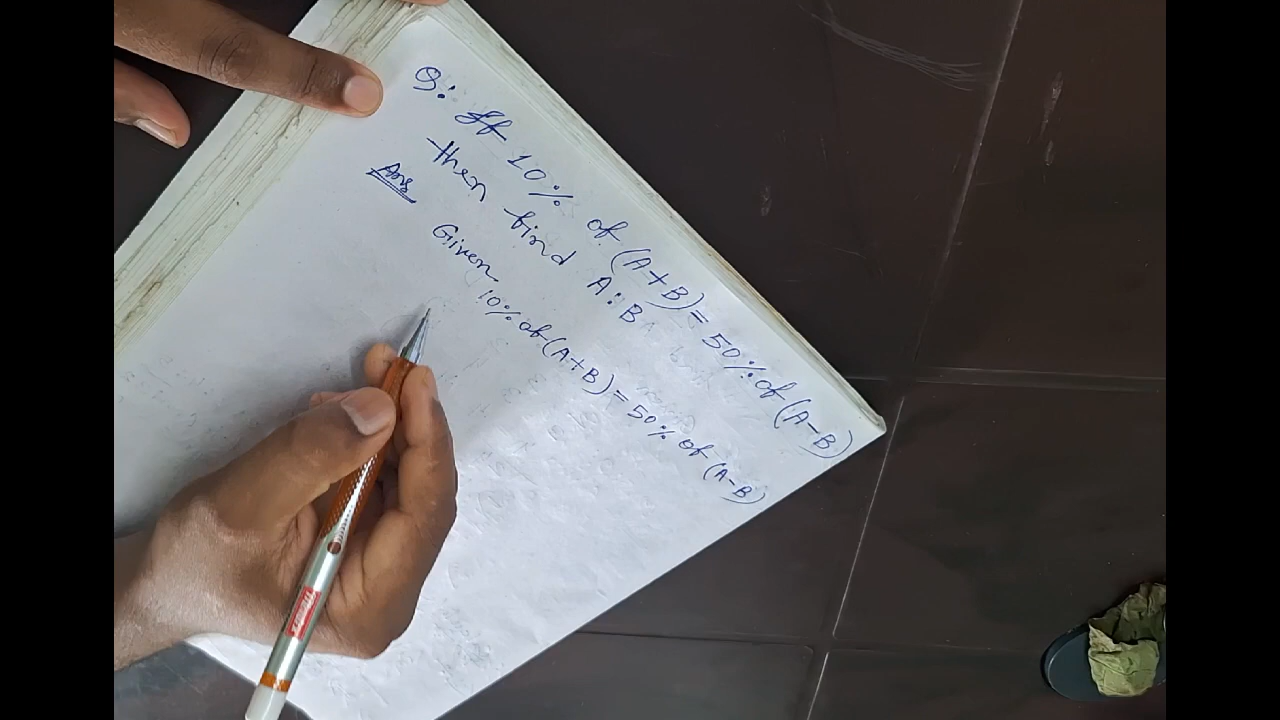 Q: If 10% of (A+B) = 50% of (A-B)
then find A:B
Ans
Given 10% of (A+B) = 50% of (A-B)